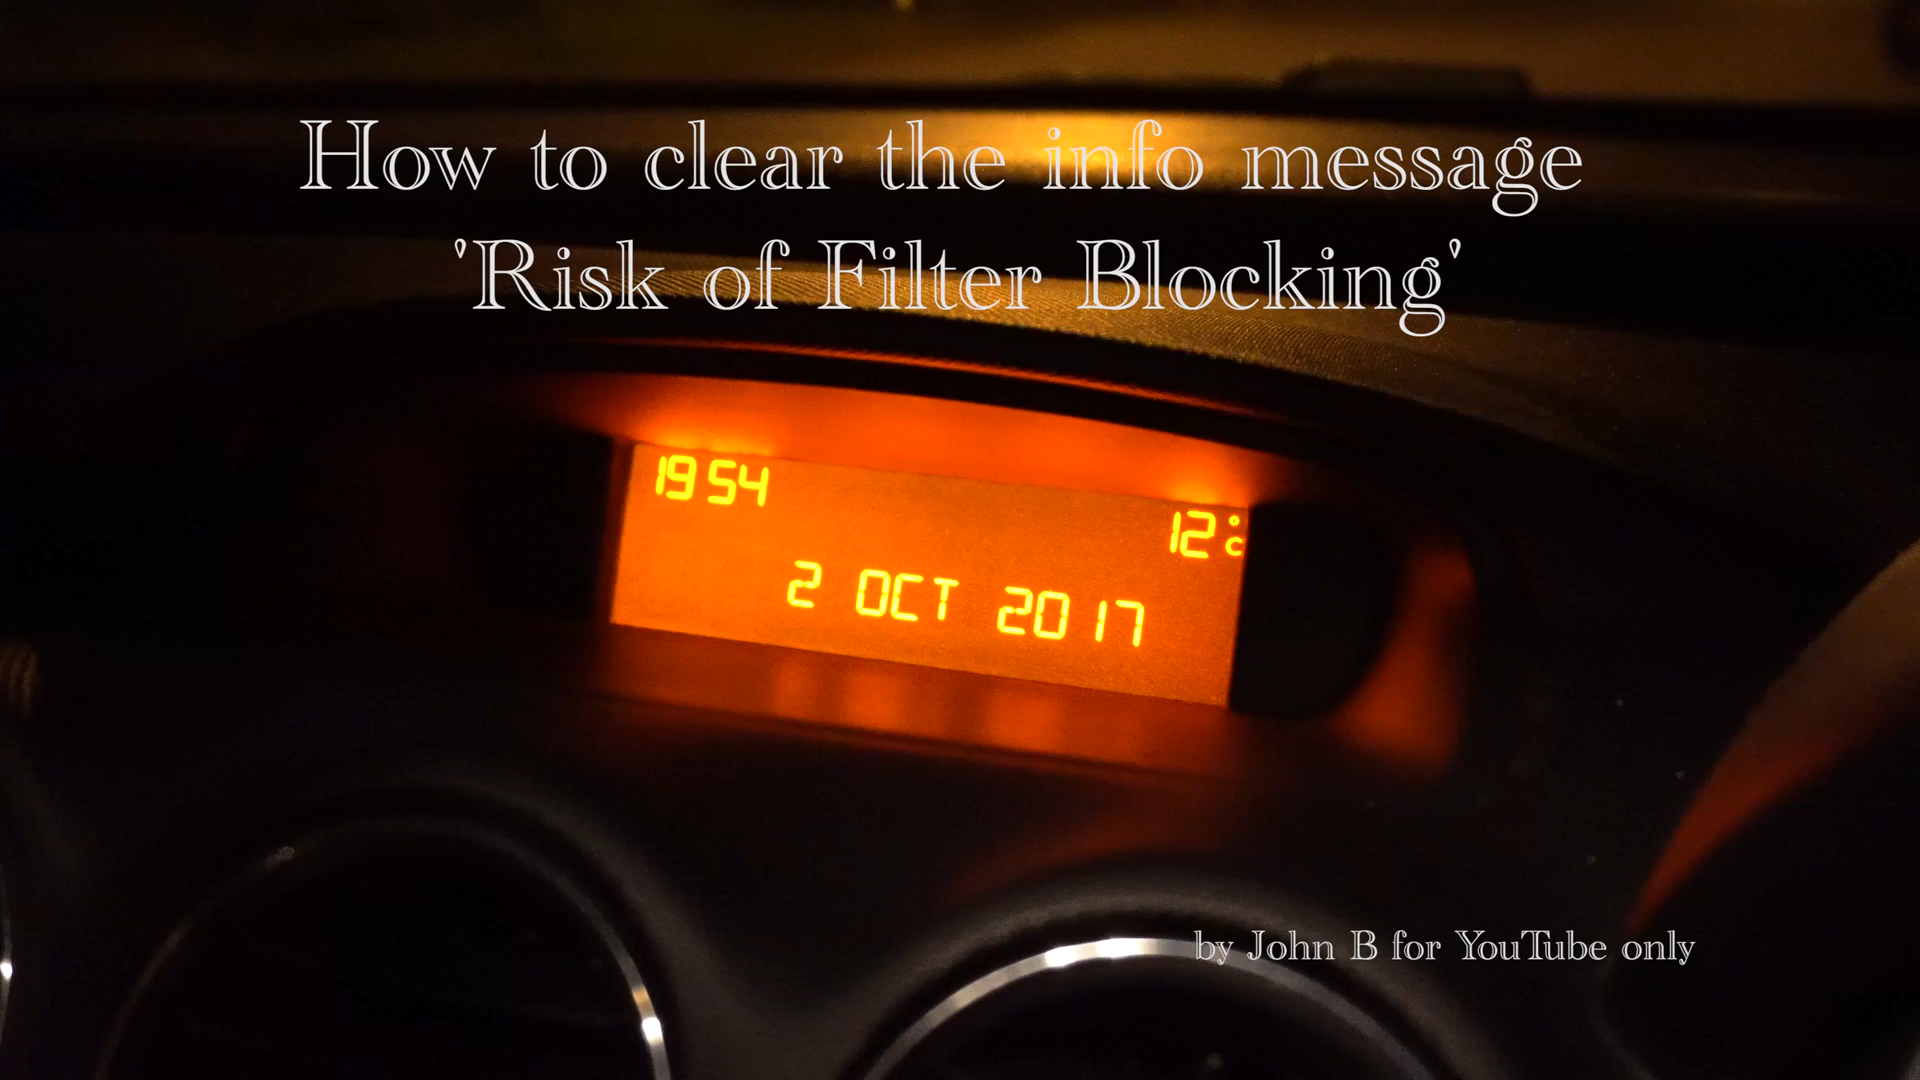 How to clear the info message
'Risk of Filter Blocking'
19 54
12°C
2 OCT 2017
by John B for YouTube only